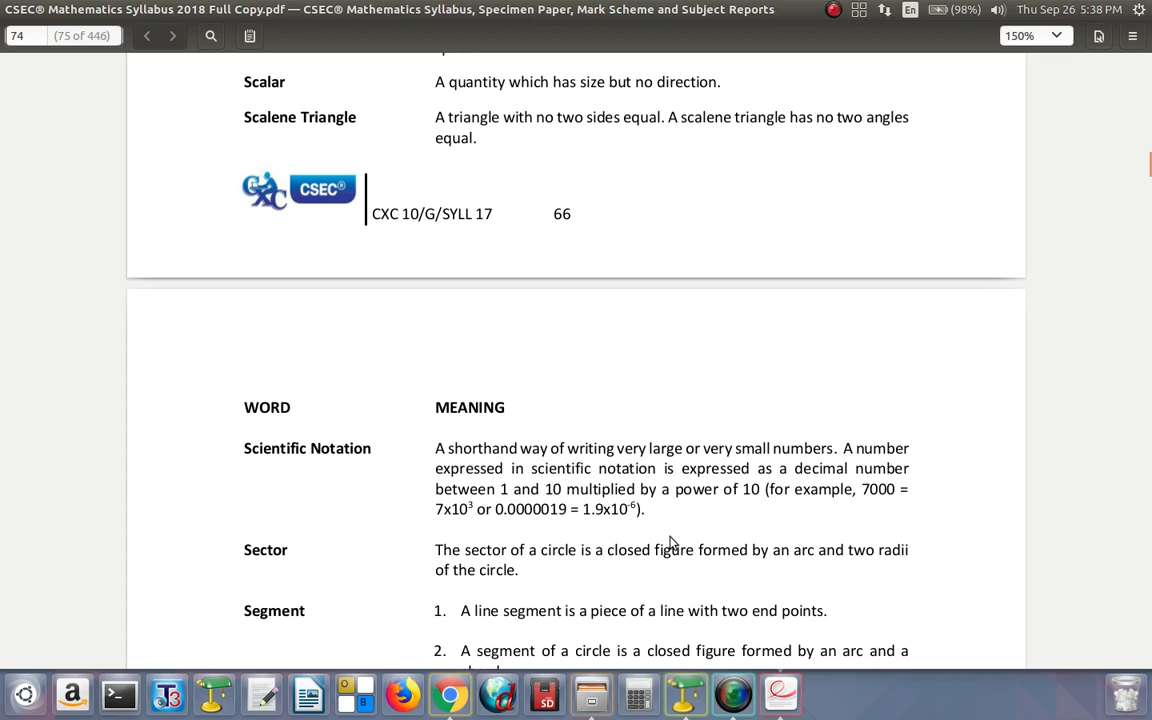 CSEC® Mathematics Syllabus 2018 Full Copy.pdf — CSEC® Mathematics Syllabus, Specimen Paper, Mark Scheme and Subject Reports
En (98%) Thu Sep 26 5:38 PM
74 (75 of 446) 150%
Scalar A quantity which has size but no direction.
Scalene Triangle A triangle with no two sides equal. A scalene triangle has no two angles
equal.
CXC CSEC®
CXC 10/G/SYLL 17 66
WORD MEANING
Scientific Notation A shorthand way of writing very large or very small numbers. A number
expressed in scientific notation is expressed as a decimal number
between 1 and 10 multiplied by a power of 10 (for example, 7000 =
7x10³ or 0.0000019 = 1.9x10⁻⁶).
Sector The sector of a circle is a closed figure formed by an arc and two radii
of the circle.
Segment 1. A line segment is a piece of a line with two end points.
2. A segment of a circle is a closed figure formed by an arc and a